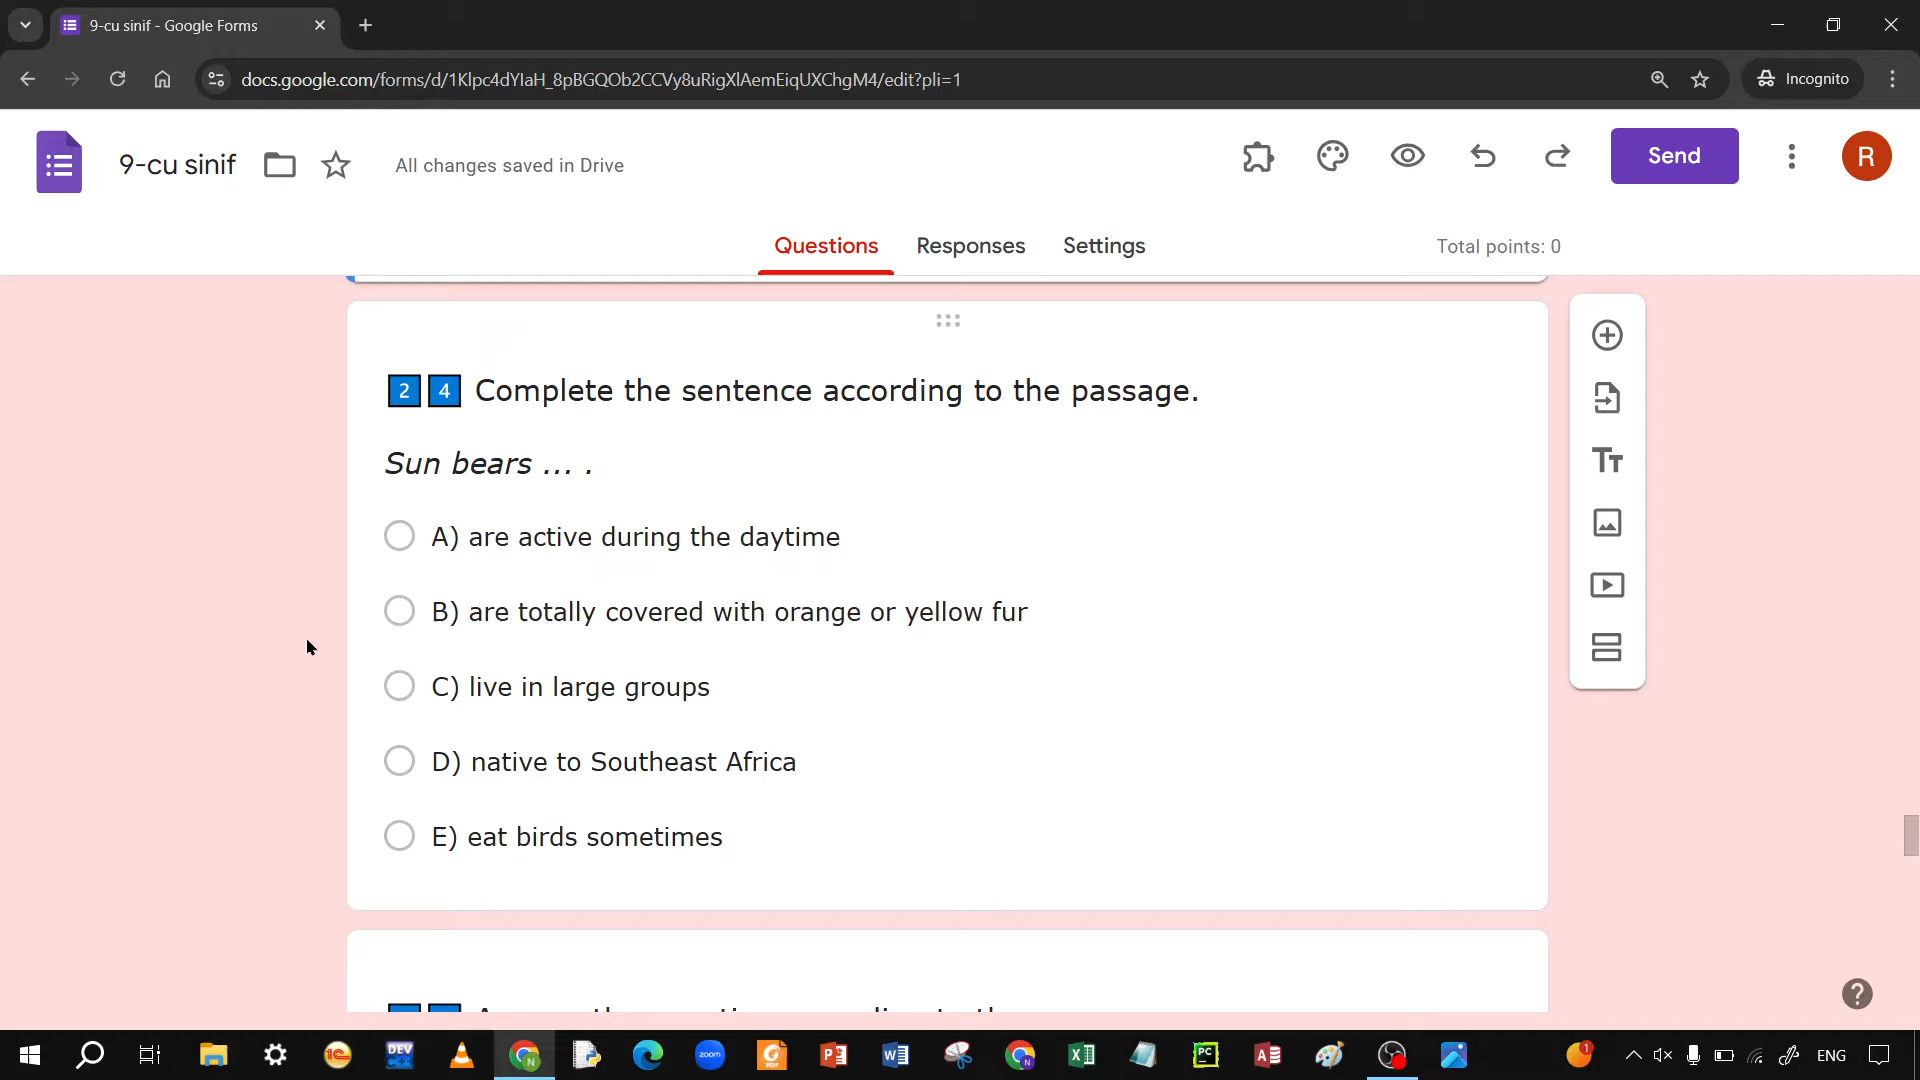 9-cu sinif - Google Forms
docs.google.com/forms/d/1Klpc4dYIaH_8pBGQOb2CCVy8uRigXlAemEiqUXChgM4/edit?pli=1
Incognito
9-cu sinif
All changes saved in Drive
Send
R
Questions
Responses
Settings
Total points: 0
2 4 Complete the sentence according to the passage.
Sun bears ... .
A) are active during the daytime
B) are totally covered with orange or yellow fur
C) live in large groups
D) native to Southeast Africa
E) eat birds sometimes
ENG